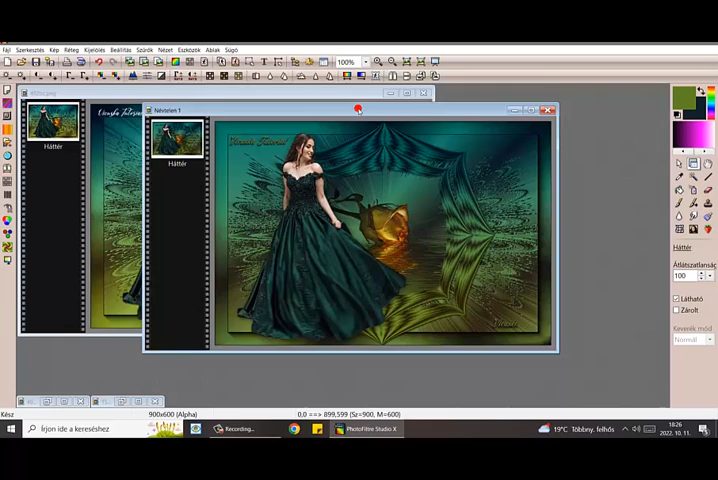 Fájl Szerkesztés Kép Réteg Kijelölés Beállítás Szűrők Nézet Eszközök Ablak Súgó
100%
Névtelen 1
Háttér
Háttér
Háttér
Átlátszatlanság
100
Látható
Zárolt
Keverék mód
Normál
Kész
900x600 (Alpha)
0,0 ==> 899,599 (Sz=900, M=600)
Írjon ide a kereséshez
Recording...
PhotoFiltre Studio X
19°C Többny. felhős
18:26
2022. 10. 11.